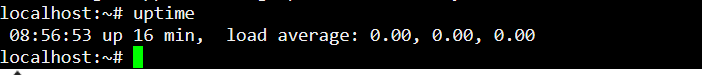 localhost:~# uptime
 08:56:53 up 16 min,  load average: 0.00, 0.00, 0.00
localhost:~#